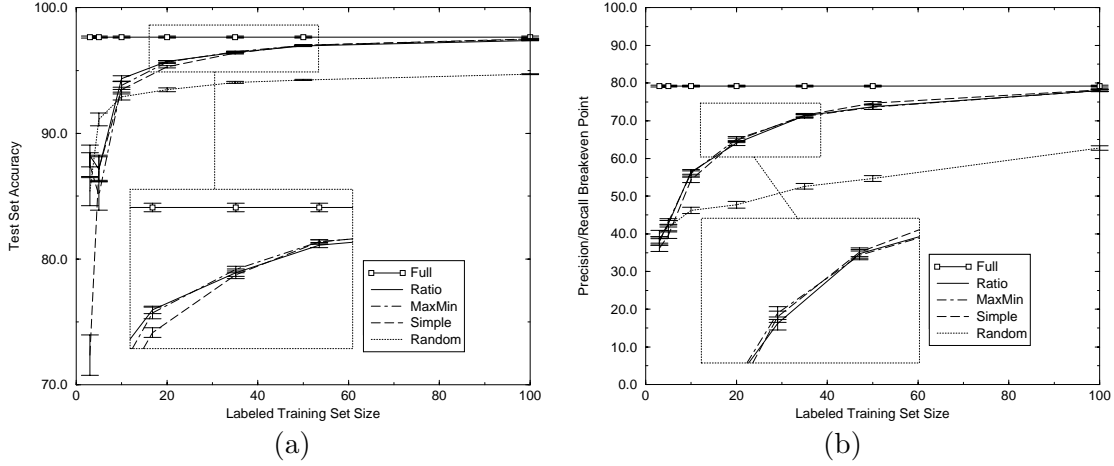 100.0
90.0
80.0
70.0
Test Set Accuracy
0
20
40
60
80
100
Labeled Training Set Size
Full
Ratio
MaxMin
Simple
Random
(a)
100.0
90.0
80.0
70.0
60.0
50.0
40.0
30.0
20.0
10.0
0.0
Precision/Recall Breakeven Point
0
20
40
60
80
100
Labeled Training Set Size
Full
Ratio
MaxMin
Simple
Random
(b)